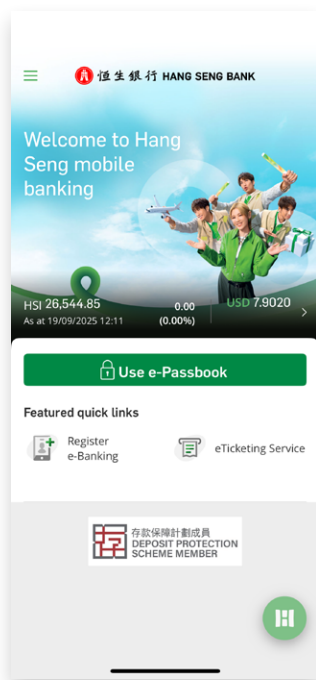 恒生銀行 HANG SENG BANK
Welcome to Hang
Seng mobile
banking
HSI 26,544.85 0.00 USD 7.9020
As at 19/09/2025 12:11 (0.00%)
Use e-Passbook
Featured quick links
Register
e-Banking
eTicketing Service
存款保障計劃成員
DEPOSIT PROTECTION
SCHEME MEMBER